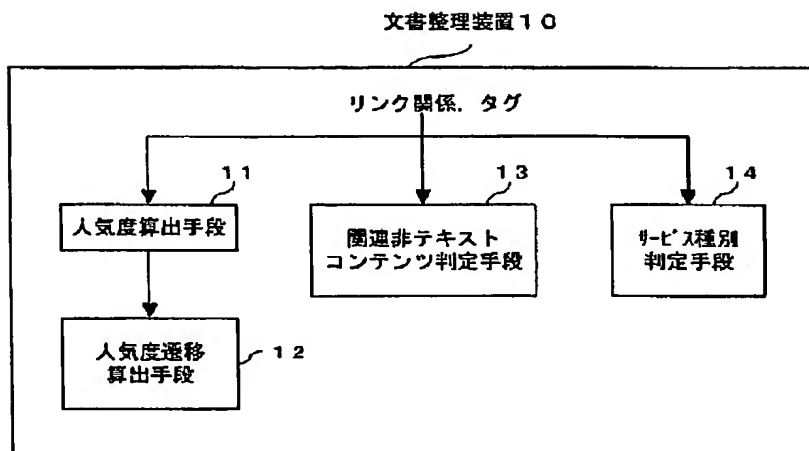 文書整理装置10
リンク関係，タグ
11
人気度算出手段
13
関連非テキスト
コンテンツ判定手段
14
ｻｰﾋﾞｽ種別
判定手段
人気度遷移
算出手段
12